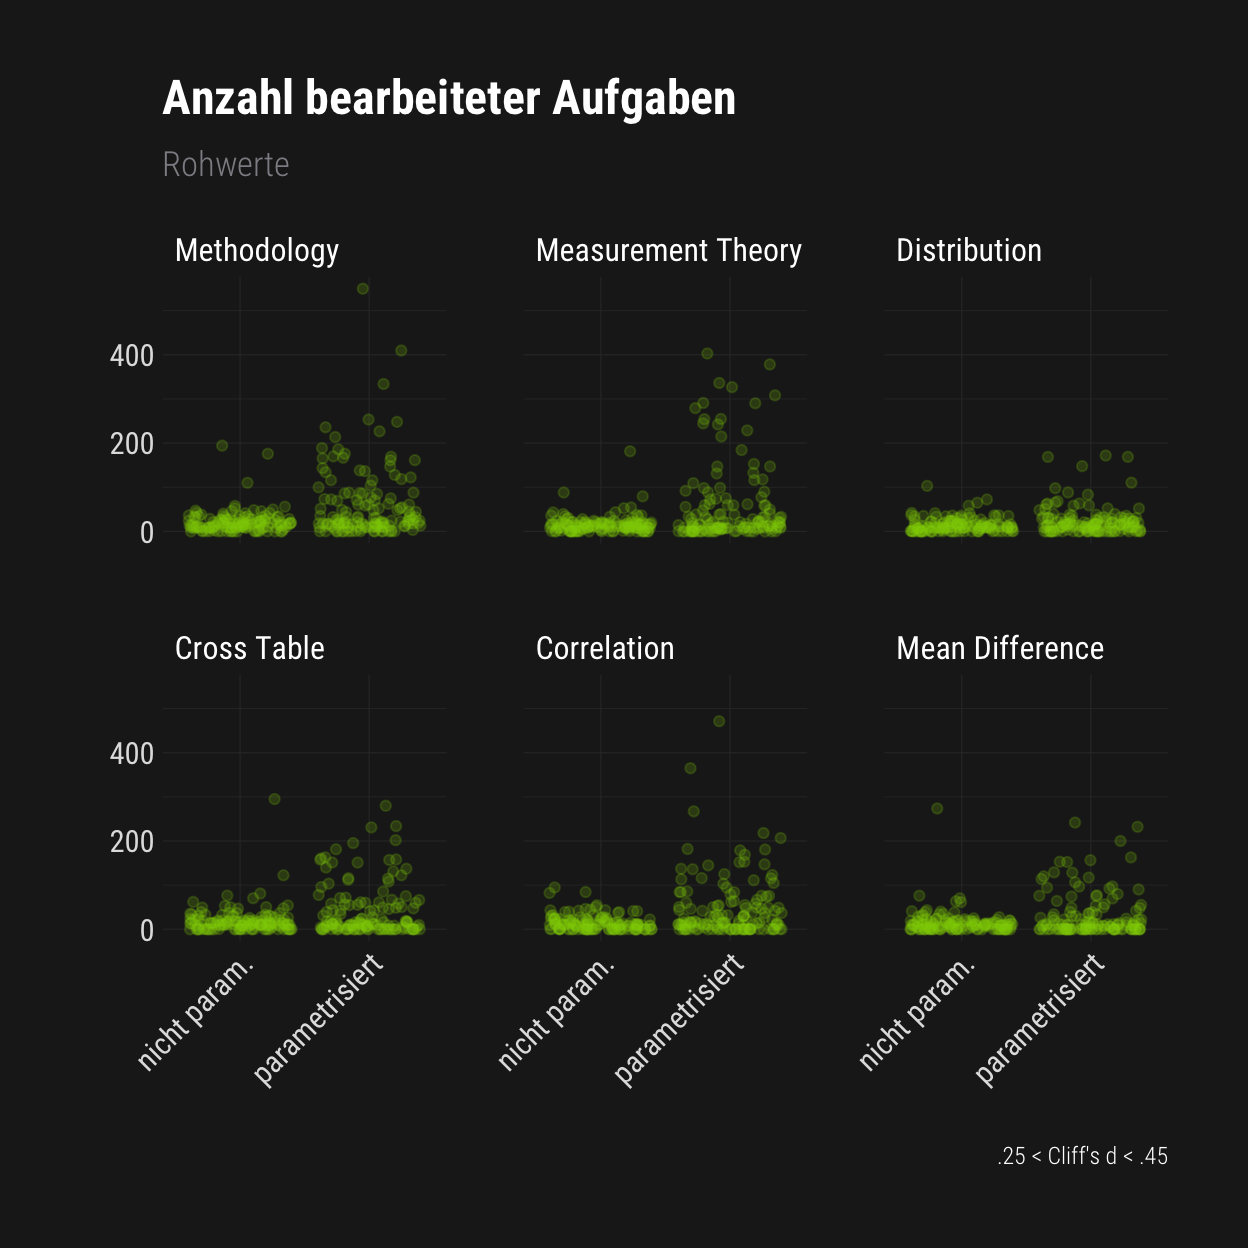 Anzahl bearbeiteter Aufgaben
Rohwerte
Methodology
Measurement Theory
Distribution
400
200
0
Cross Table
Correlation
Mean Difference
400
200
0
nicht param.
parametrisiert
nicht param.
parametrisiert
nicht param.
parametrisiert
.25 < Cliff's d < .45